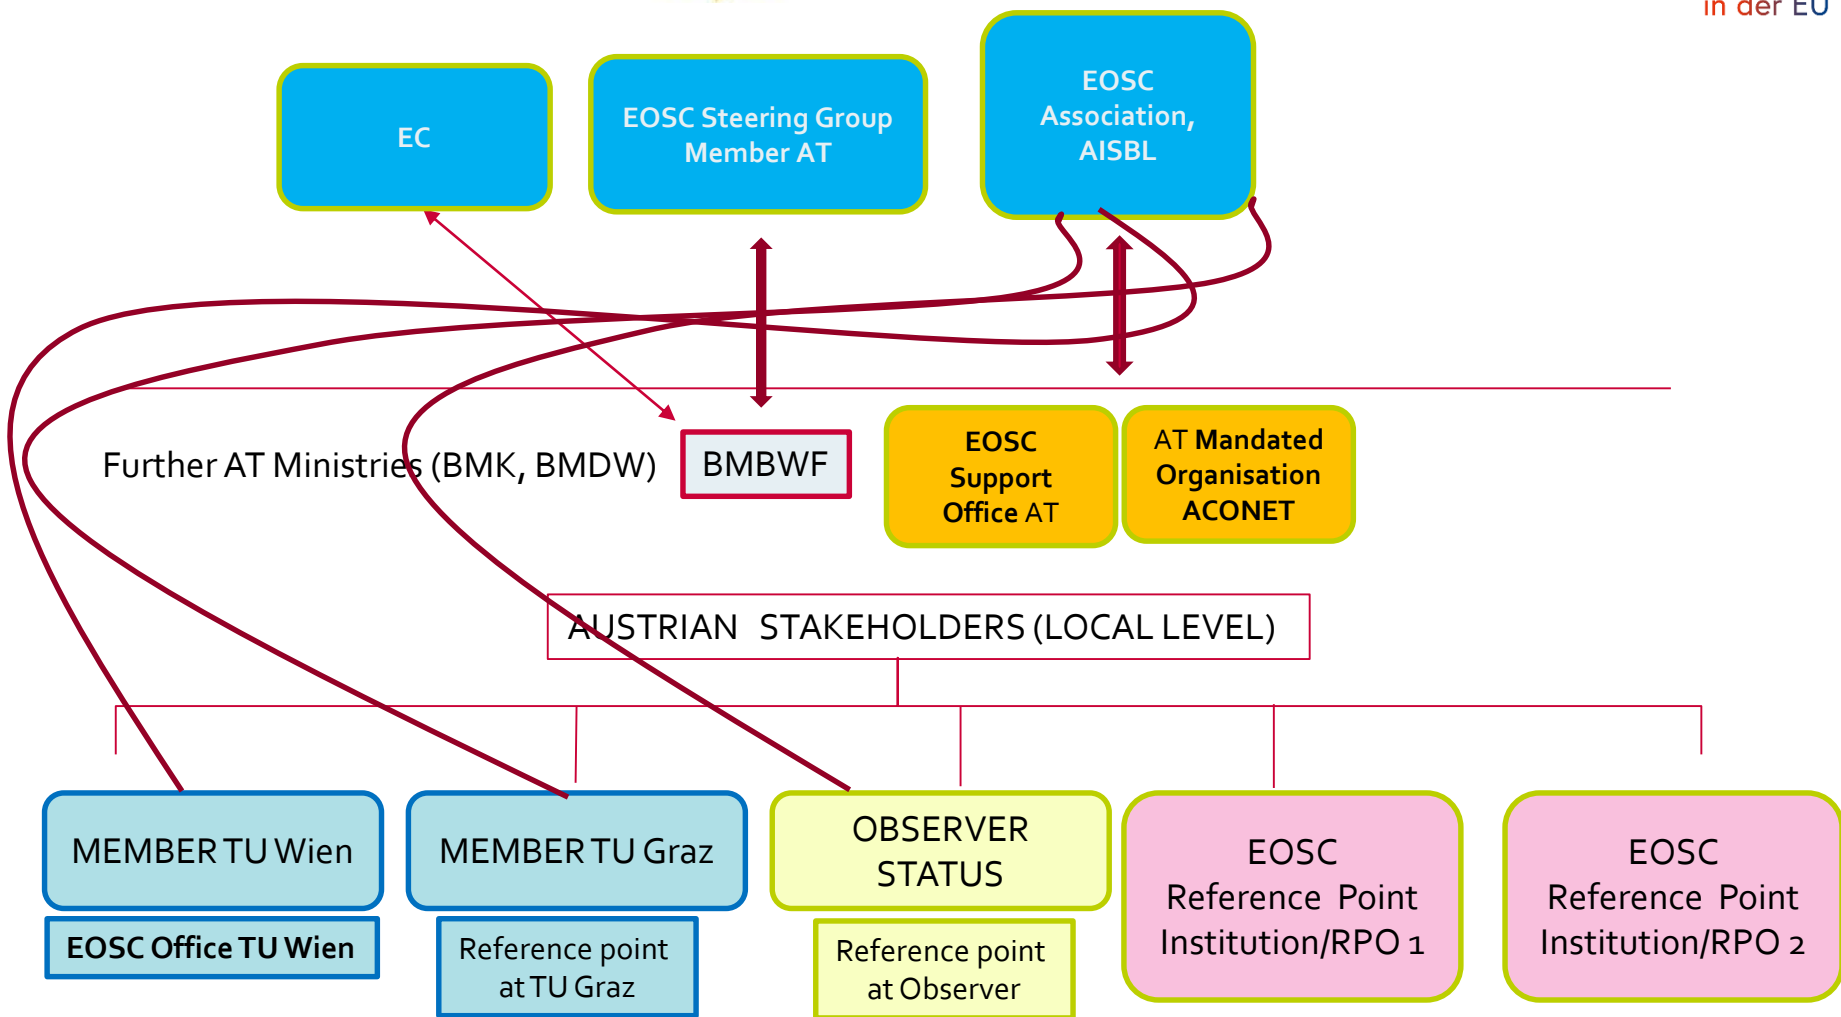 in der EU
EC
EOSC Steering Group
Member AT
EOSC
Association,
AISBL
Further AT Ministries (BMK, BMDW)
BMBWF
EOSC
Support
Office AT
AT Mandated
Organisation
ACONET
AUSTRIAN STAKEHOLDERS (LOCAL LEVEL)
MEMBER TU Wien
EOSC Office TU Wien
MEMBER TU Graz
Reference point
at TU Graz
OBSERVER
STATUS
Reference point
at Observer
EOSC
Reference Point
Institution/RPO 1
EOSC
Reference Point
Institution/RPO 2